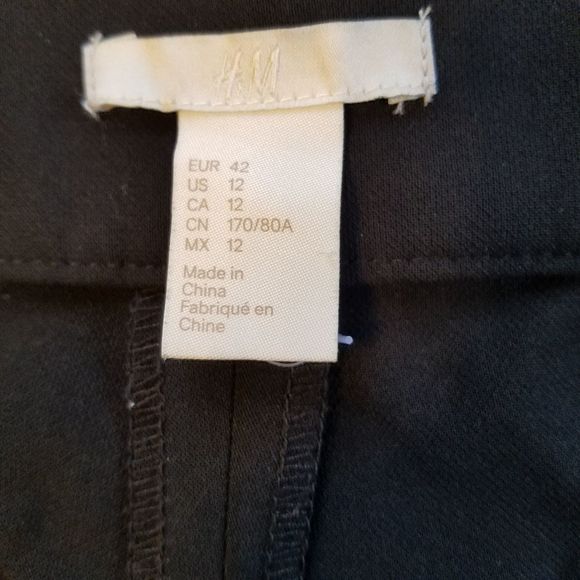 H&M
EUR 42
US 12
CA 12
CN 170/80A
MX 12
Made in
China
Fabriqué en
Chine